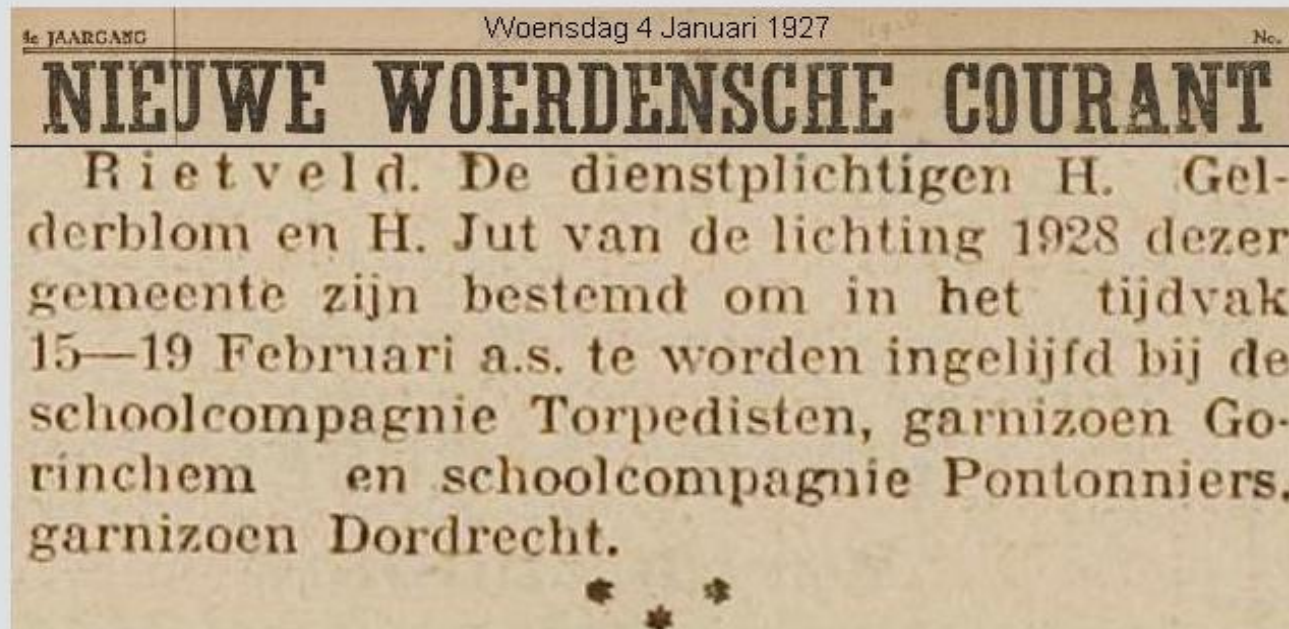 4e JAARGANG Woensdag 4 Januari 1927 No.
NIEUWE WOERDENSCHE COURANT
Rietveld. De dienstplichtigen H. Gel-
derblom en H. Jut van de lichting 1928 dezer
gemeente zijn bestemd om in het tijdvak
15—19 Februari a.s. te worden ingelijfd bij de
schoolcompagnie Torpedisten, garnizoen Go-
rinchem en schoolcompagnie Pontonniers,
garnizoen Dordrecht.